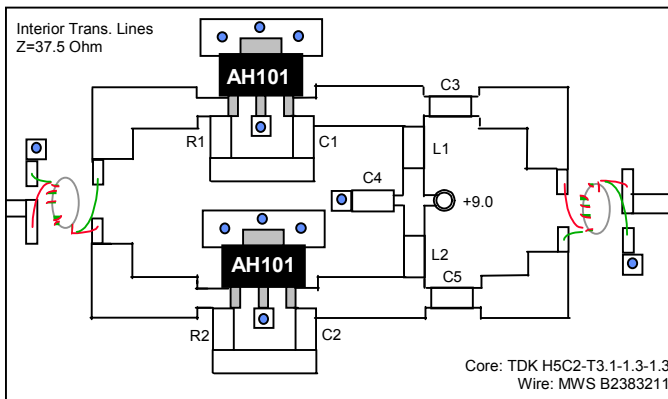 Interior Trans. Lines
Z=37.5 Ohm
AH101
C3
R1
C1
L1
C4
+9.0
AH101
L2
C5
R2
C2
Core: TDK H5C2-T3.1-1.3-1.3
Wire: MWS B2383211